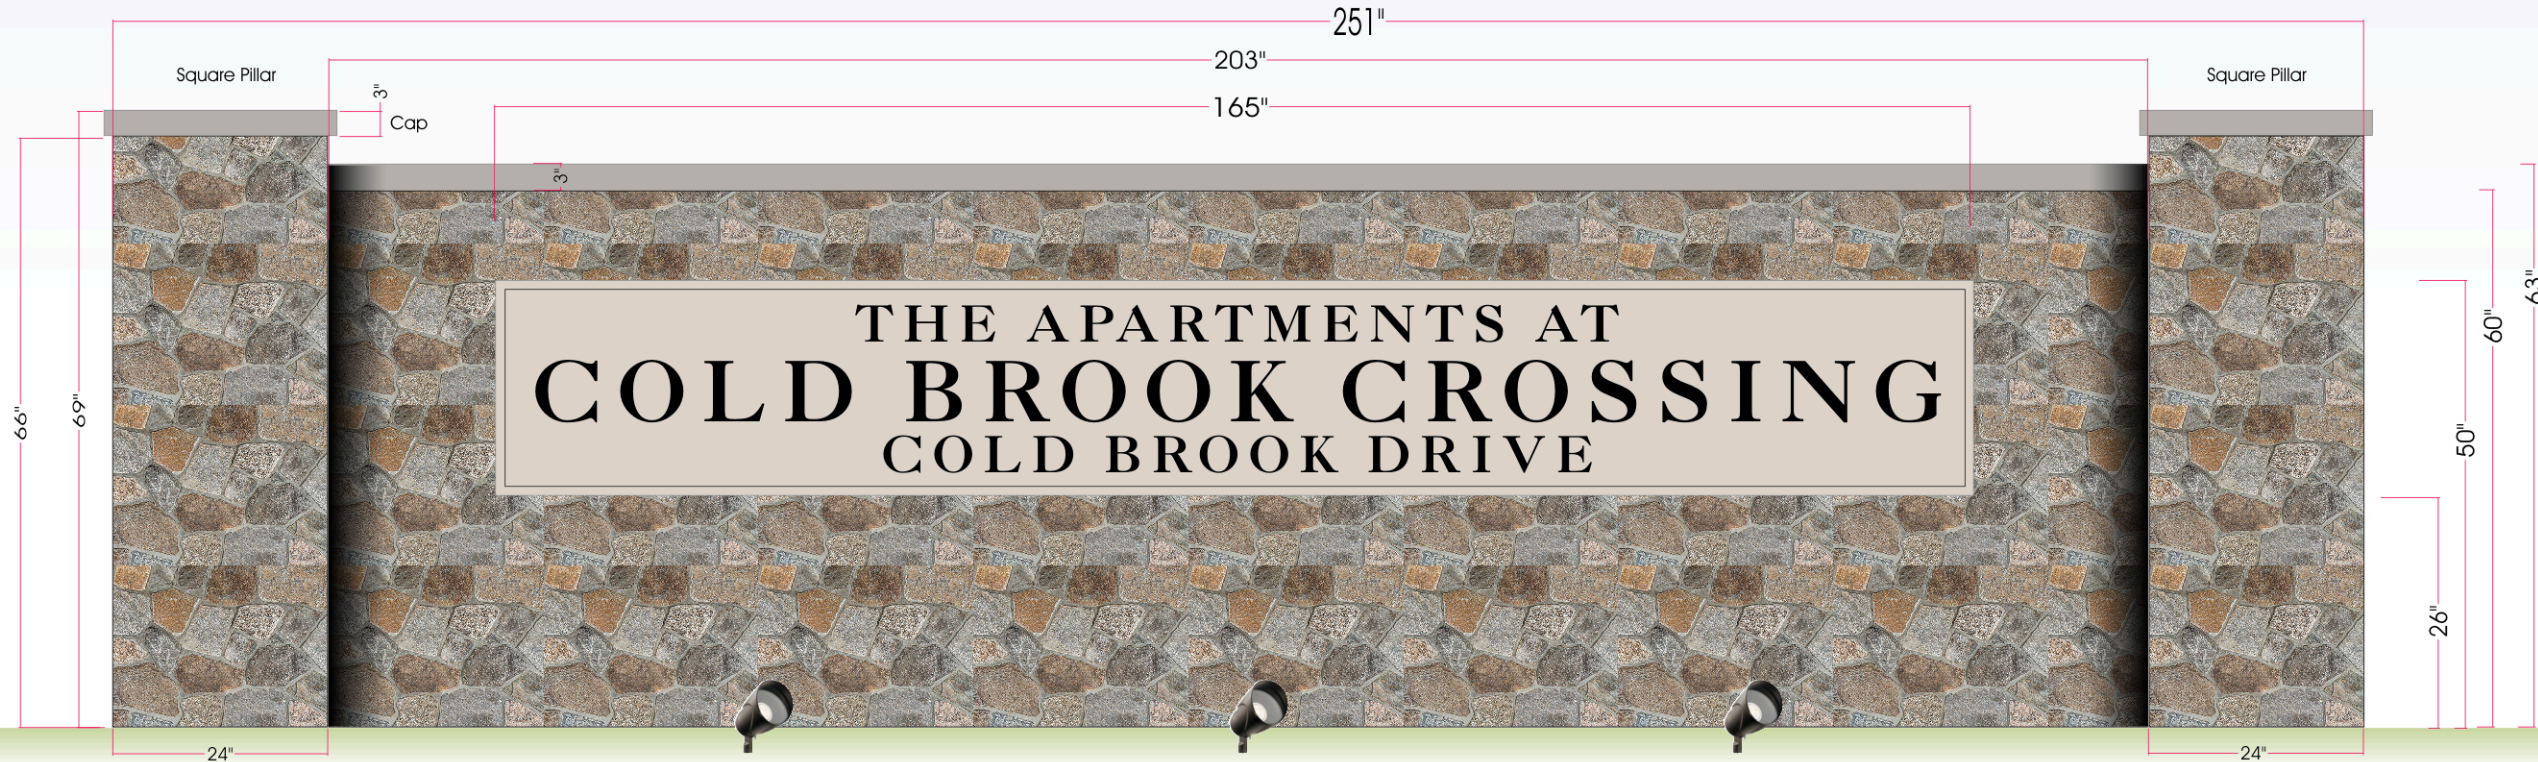 251"
203"
165"
Square Pillar
Square Pillar
3"
Cap
3"
THE APARTMENTS AT
COLD BROOK CROSSING
COLD BROOK DRIVE
66"
69"
63"
60"
50"
26"
24"
24"